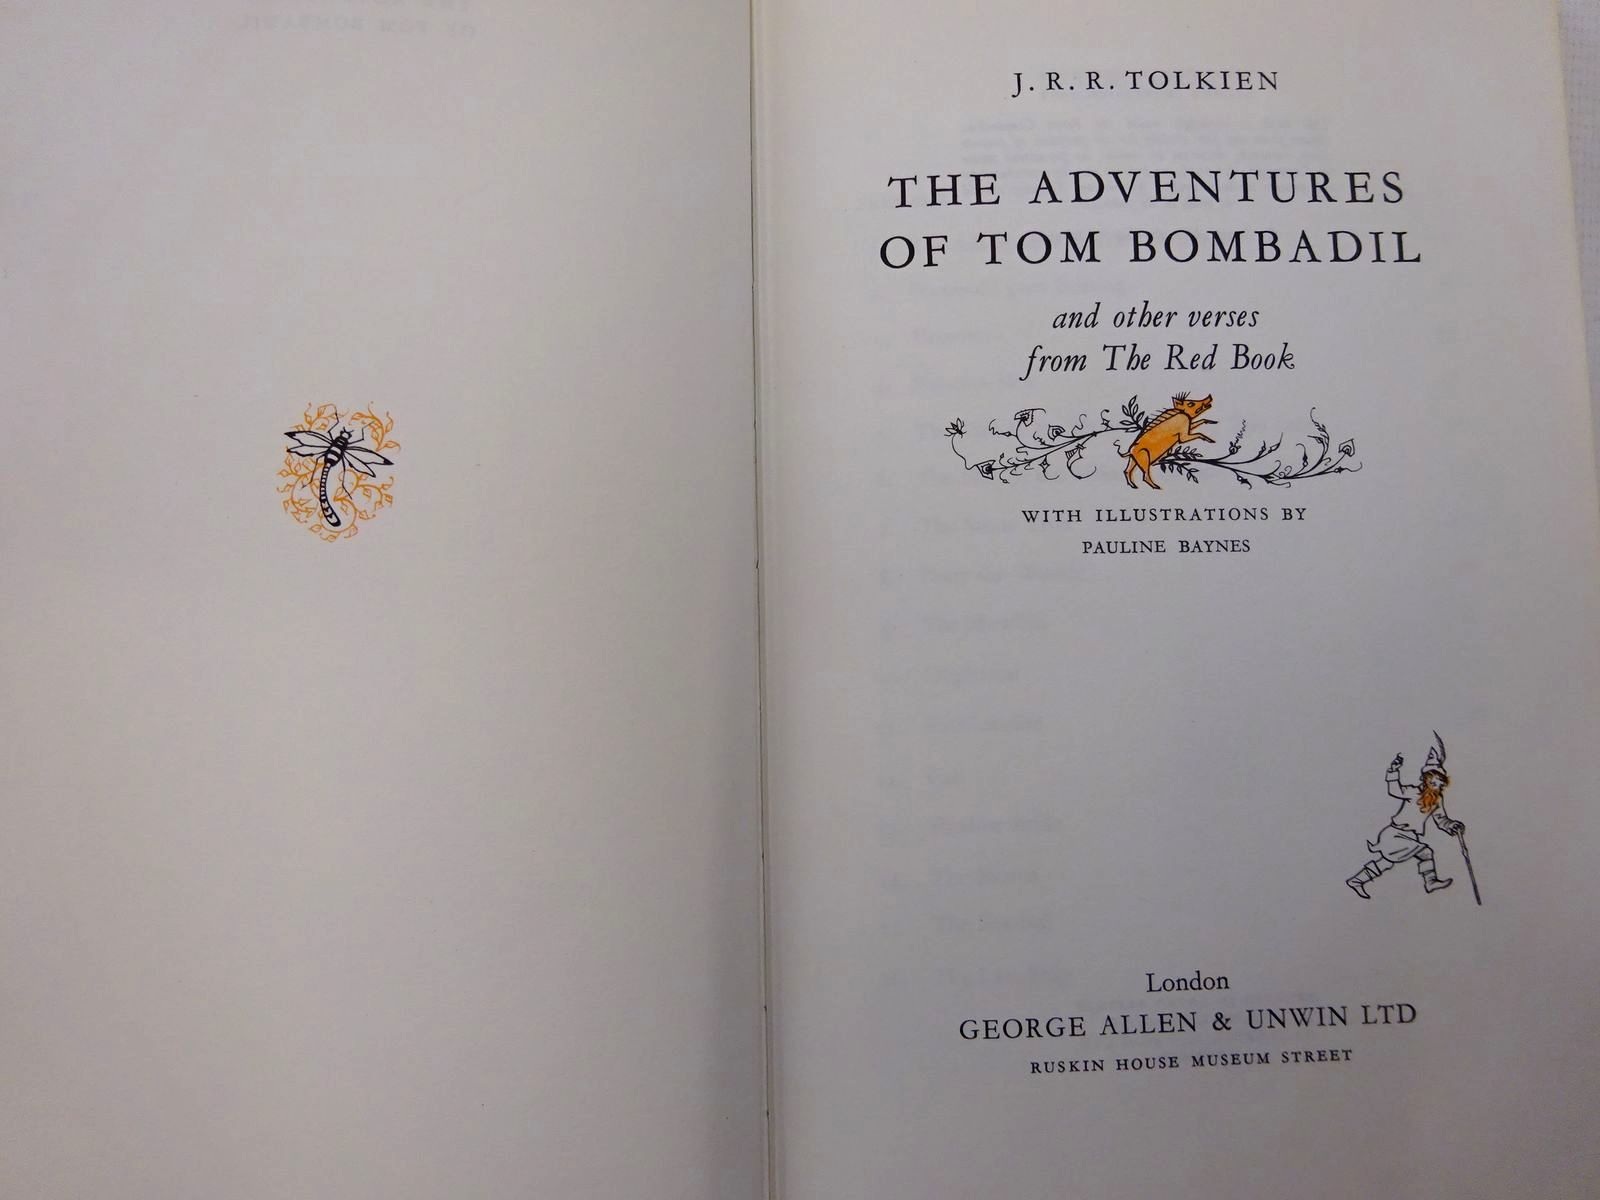 J. R. R. TOLKIEN
THE ADVENTURES
OF TOM BOMBADIL
and other verses
from The Red Book
WITH ILLUSTRATIONS BY
PAULINE BAYNES
London
GEORGE ALLEN & UNWIN LTD
RUSKIN HOUSE MUSEUM STREET